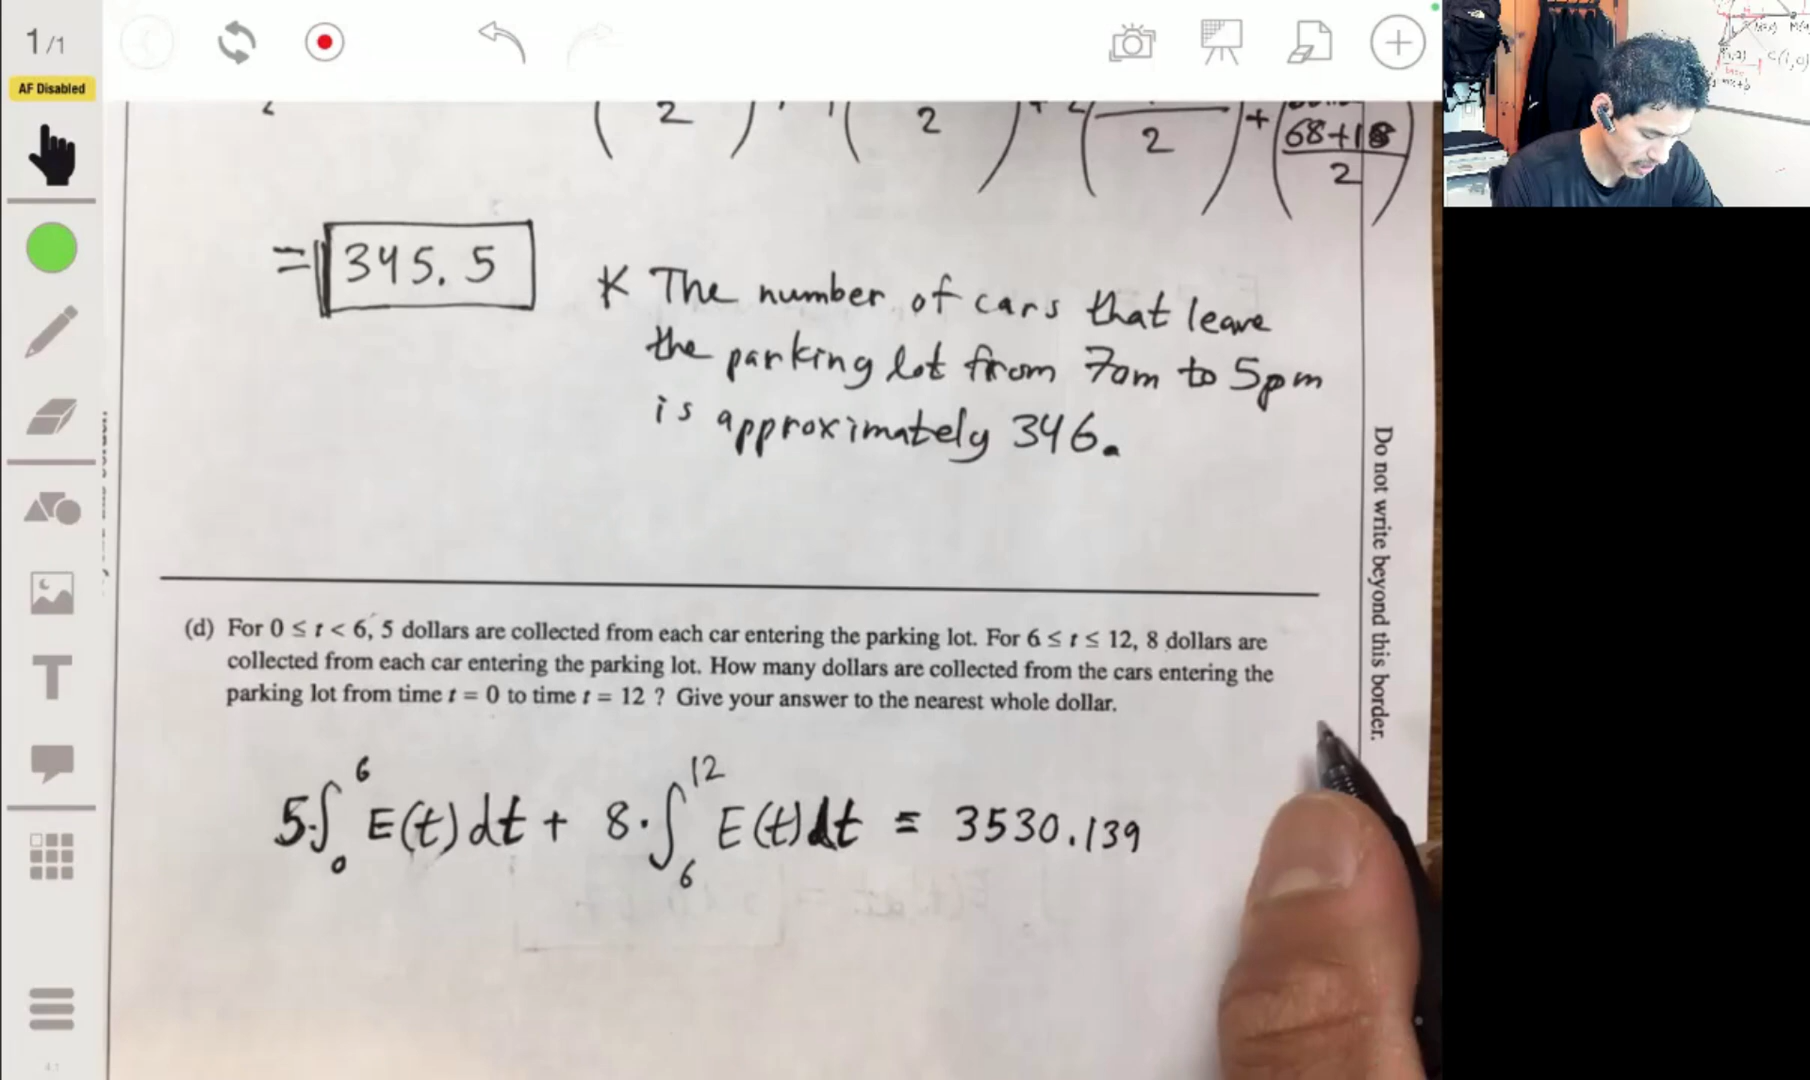 1/1
AF Disabled
2 2 + 2 + 68+18
2 2
= 345.5
* The number of cars that leave
the parking lot from 7am to 5pm
is approximately 346.
Do not write beyond this border.
(d) For 0 ≤ t < 6, 5 dollars are collected from each car entering the parking lot. For 6 ≤ t ≤ 12, 8 dollars are
collected from each car entering the parking lot. How many dollars are collected from the cars entering the
parking lot from time t = 0 to time t = 12 ? Give your answer to the nearest whole dollar.
5·∫₀⁶ E(t)dt + 8·∫₆¹² E(t)dt = 3530.139
T
4.1